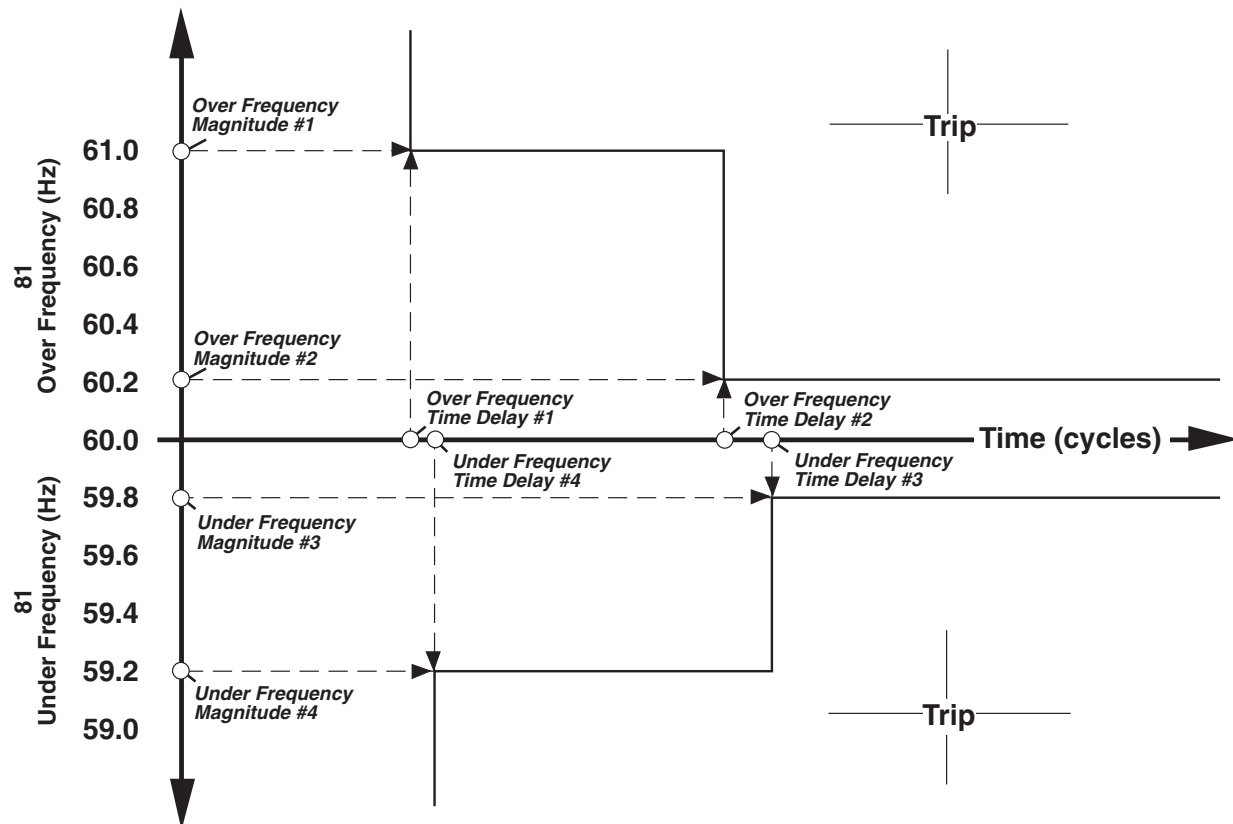 Over Frequency
Magnitude #1
Trip
61.0
60.8
60.6
60.4
60.2
81
Over Frequency (Hz)
Over Frequency
Magnitude #2
Over Frequency
Time Delay #1
Over Frequency
Time Delay #2
60.0
Time (cycles)
Under Frequency
Time Delay #4
Under Frequency
Time Delay #3
59.8
59.6
59.4
59.2
59.0
81
Under Frequency (Hz)
Under Frequency
Magnitude #3
Under Frequency
Magnitude #4
Trip